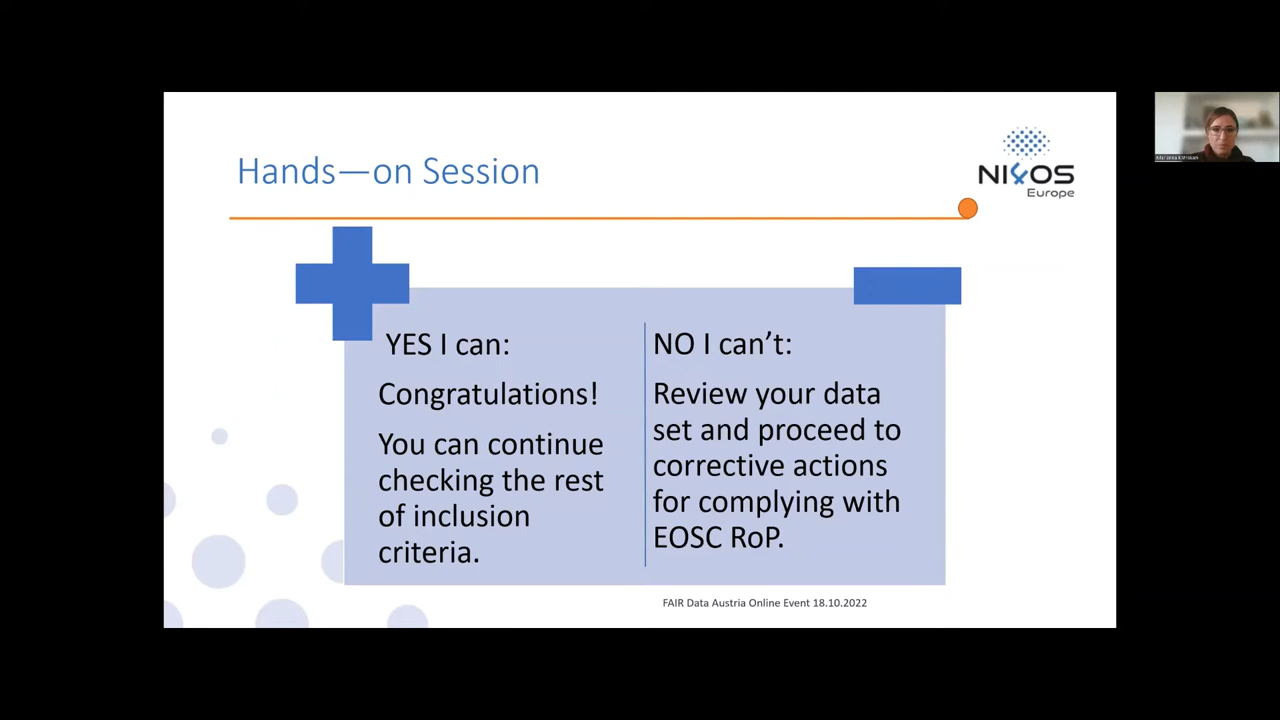 Hands—on Session
NI4OS
Europe
YES I can:
Congratulations!
You can continue
checking the rest
of inclusion
criteria.
NO I can't:
Review your data
set and proceed to
corrective actions
for complying with
EOSC RoP.
FAIR Data Austria Online Event 18.10.2022